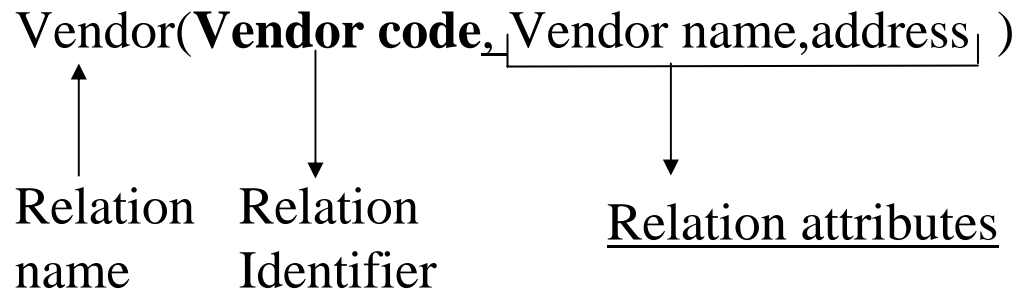 Vendor(Vendor code, Vendor name,address )
Relation name
Relation Identifier
Relation attributes